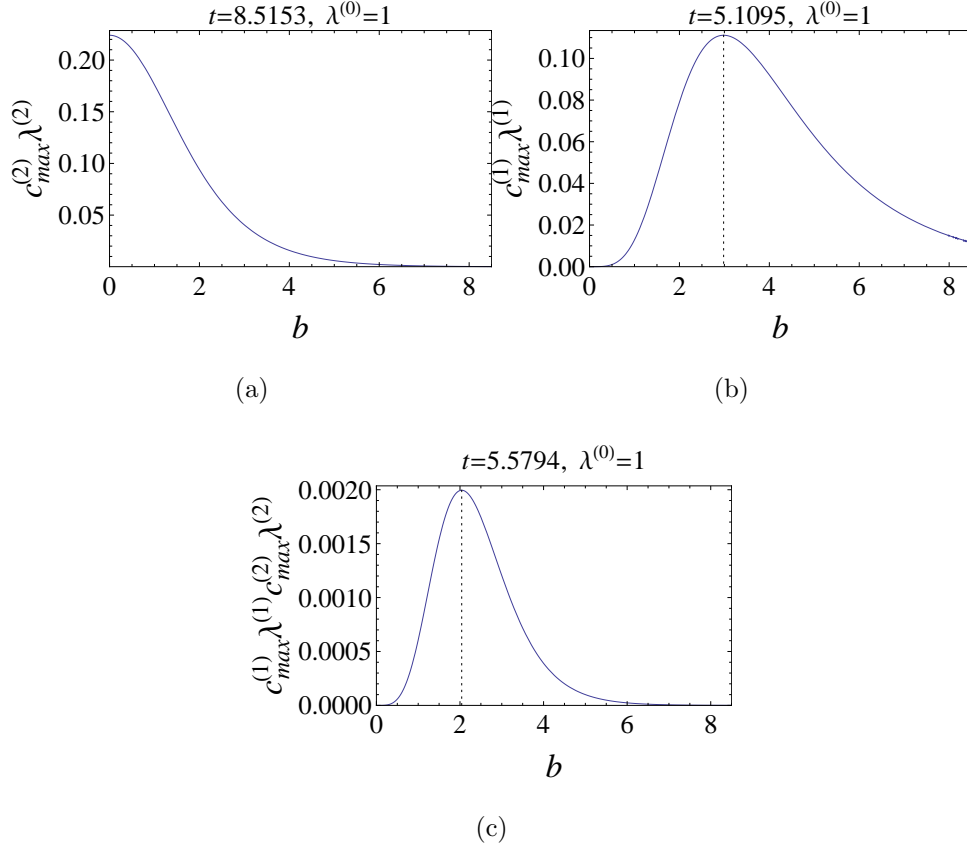 t=8.5153, λ^(0)=1
c_max^(2) λ^(2)
0.20
0.15
0.10
0.05
0 2 4 6 8
b
(a)
t=5.1095, λ^(0)=1
c_max^(1) λ^(1)
0.10
0.08
0.06
0.04
0.02
0.00
0 2 4 6 8
b
(b)
t=5.5794, λ^(0)=1
c_max^(1) λ^(1) c_max^(2) λ^(2)
0.0020
0.0015
0.0010
0.0005
0.0000
0 2 4 6 8
b
(c)